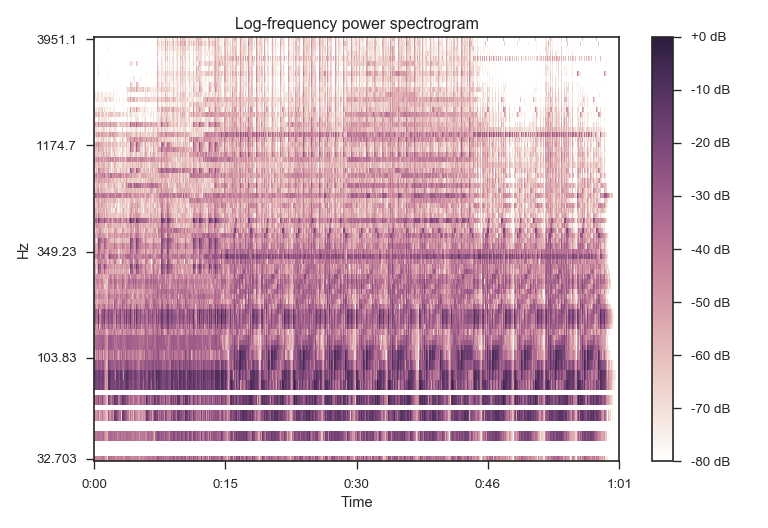 Log-frequency power spectrogram
3951.1
1174.7
349.23
103.83
32.703
Hz
0:00 0:15 0:30 0:46 1:01
Time
+0 dB
-10 dB
-20 dB
-30 dB
-40 dB
-50 dB
-60 dB
-70 dB
-80 dB